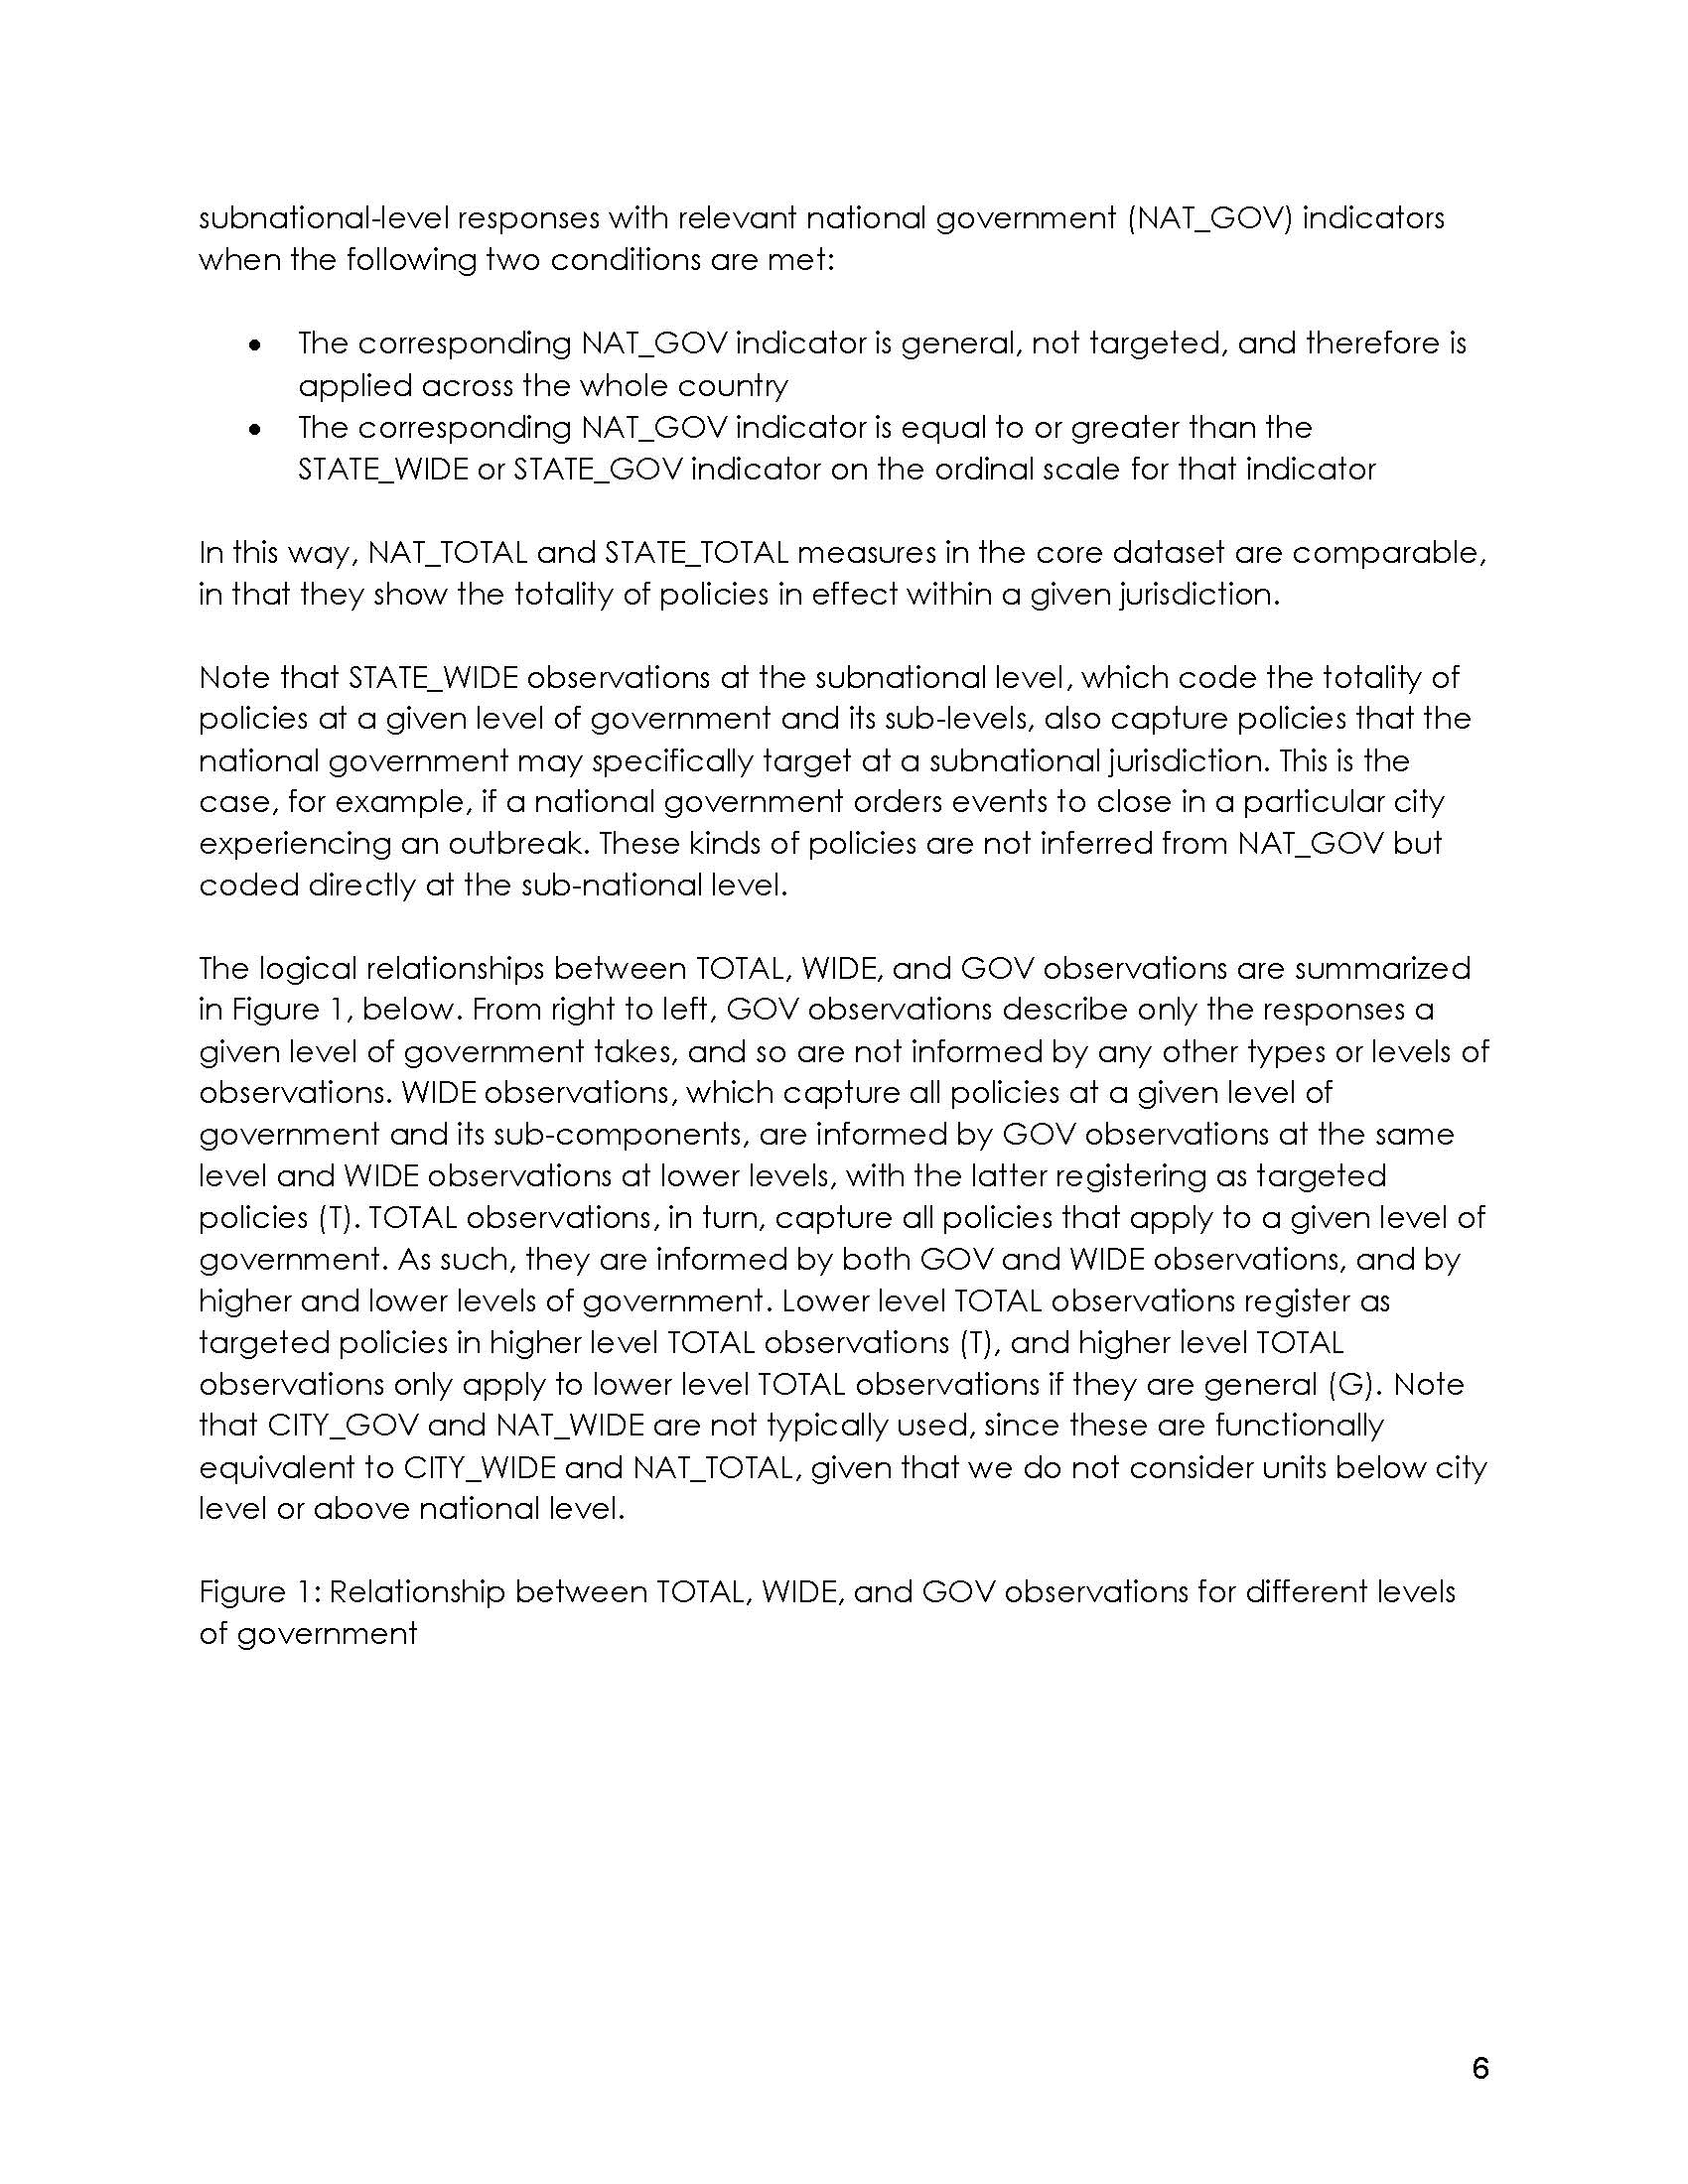 subnational-level responses with relevant national government (NAT_GOV) indicators
when the following two conditions are met:
• The corresponding NAT_GOV indicator is general, not targeted, and therefore is
applied across the whole country
• The corresponding NAT_GOV indicator is equal to or greater than the
STATE_WIDE or STATE_GOV indicator on the ordinal scale for that indicator
In this way, NAT_TOTAL and STATE_TOTAL measures in the core dataset are comparable,
in that they show the totality of policies in effect within a given jurisdiction.
Note that STATE_WIDE observations at the subnational level, which code the totality of
policies at a given level of government and its sub-levels, also capture policies that the
national government may specifically target at a subnational jurisdiction. This is the
case, for example, if a national government orders events to close in a particular city
experiencing an outbreak. These kinds of policies are not inferred from NAT_GOV but
coded directly at the sub-national level.
The logical relationships between TOTAL, WIDE, and GOV observations are summarized
in Figure 1, below. From right to left, GOV observations describe only the responses a
given level of government takes, and so are not informed by any other types or levels of
observations. WIDE observations, which capture all policies at a given level of
government and its sub-components, are informed by GOV observations at the same
level and WIDE observations at lower levels, with the latter registering as targeted
policies (T). TOTAL observations, in turn, capture all policies that apply to a given level of
government. As such, they are informed by both GOV and WIDE observations, and by
higher and lower levels of government. Lower level TOTAL observations register as
targeted policies in higher level TOTAL observations (T), and higher level TOTAL
observations only apply to lower level TOTAL observations if they are general (G). Note
that CITY_GOV and NAT_WIDE are not typically used, since these are functionally
equivalent to CITY_WIDE and NAT_TOTAL, given that we do not consider units below city
level or above national level.
Figure 1: Relationship between TOTAL, WIDE, and GOV observations for different levels
of government
6